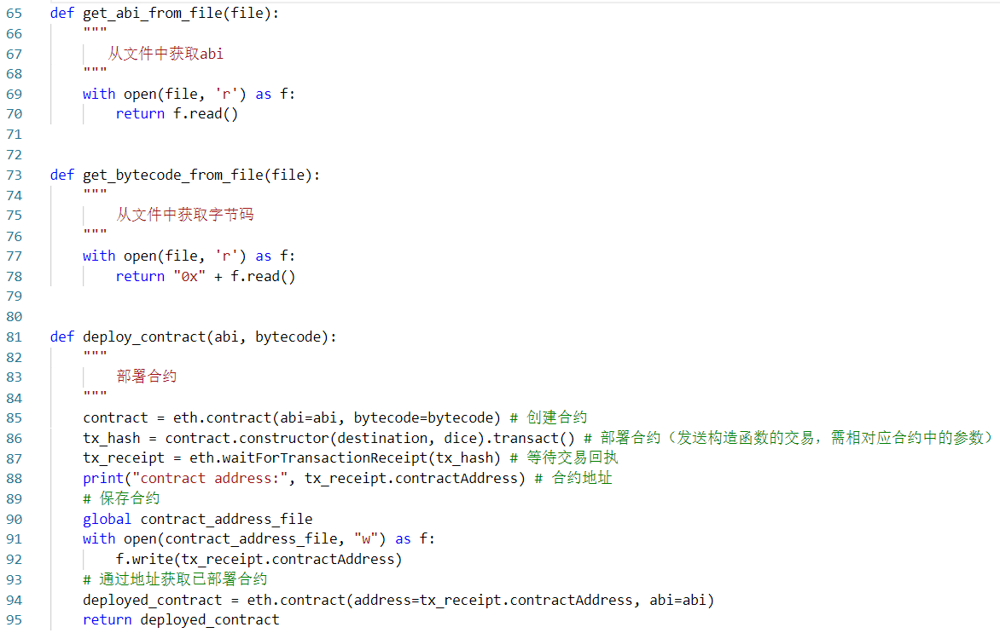 65 def get_abi_from_file(file):
66     """
67        从文件中获取abi
68     """
69     with open(file, 'r') as f:
70         return f.read()
71
72
73 def get_bytecode_from_file(file):
74     """
75         从文件中获取字节码
76     """
77     with open(file, 'r') as f:
78         return "0x" + f.read()
79
80
81 def deploy_contract(abi, bytecode):
82     """
83         部署合约
84     """
85     contract = eth.contract(abi=abi, bytecode=bytecode) # 创建合约
86     tx_hash = contract.constructor(destination, dice).transact() # 部署合约（发送构造函数的交易，需相对应合约中的参数）
87     tx_receipt = eth.waitForTransactionReceipt(tx_hash) # 等待交易回执
88     print("contract address:", tx_receipt.contractAddress) # 合约地址
89     # 保存合约
90     global contract_address_file
91     with open(contract_address_file, "w") as f:
92         f.write(tx_receipt.contractAddress)
93     # 通过地址获取已部署合约
94     deployed_contract = eth.contract(address=tx_receipt.contractAddress, abi=abi)
95     return deployed_contract